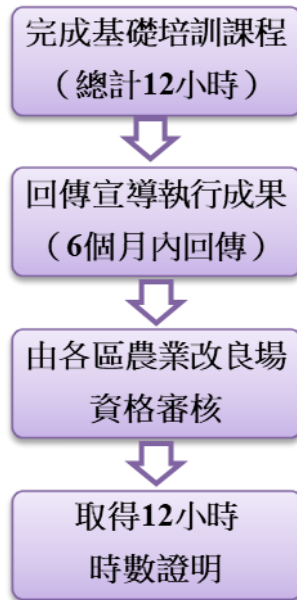 完成基礎培訓課程
（總計12小時）
回傳宣導執行成果
（6個月內回傳）
由各區農業改良場
資格審核
取得12小時
時數證明